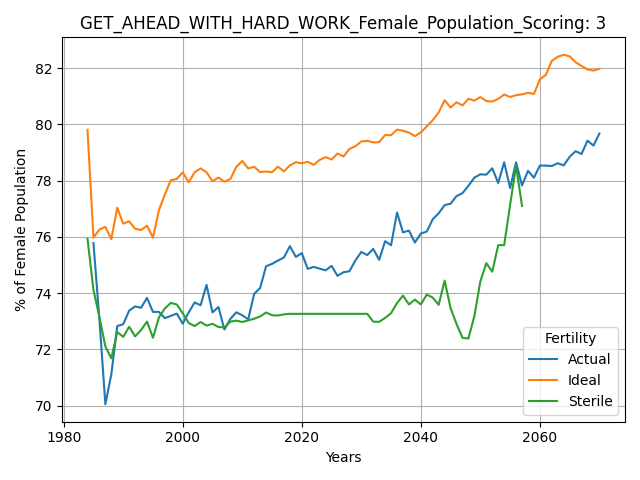 GET_AHEAD_WITH_HARD_WORK_Female_Population_Scoring: 3
% of Female Population
82
80
78
76
74
72
70
1980
2000
2020
2040
2060
Years
Fertility
Actual
Ideal
Sterile